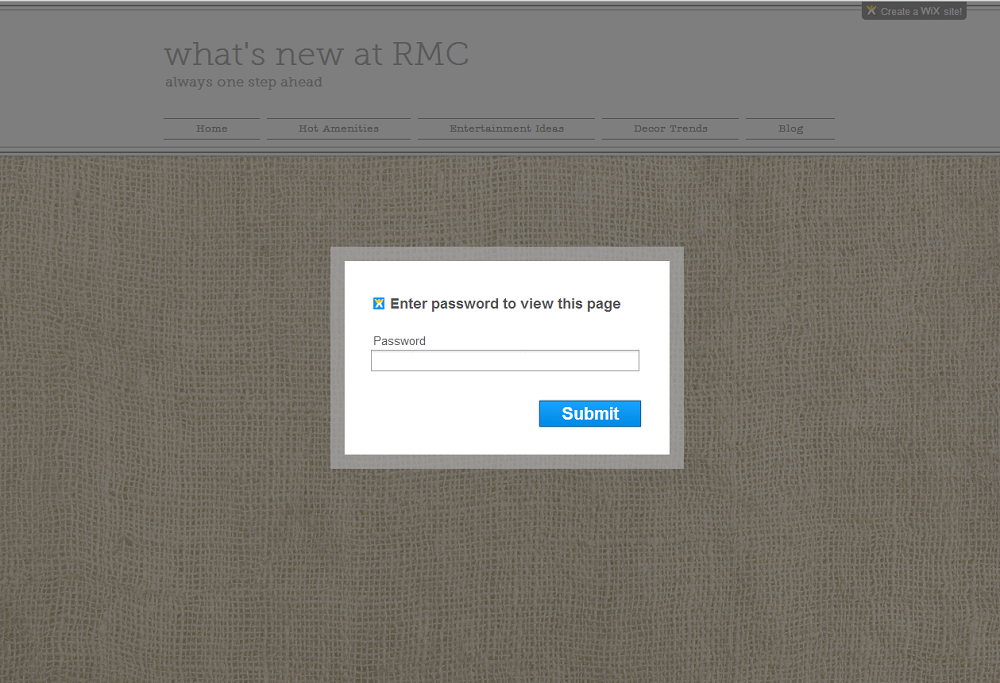 Create a WiX site!
what's new at RMC
always one step ahead
Home Hot Amenities Entertainment Ideas Decor Trends Blog
Enter password to view this page
Password
Submit